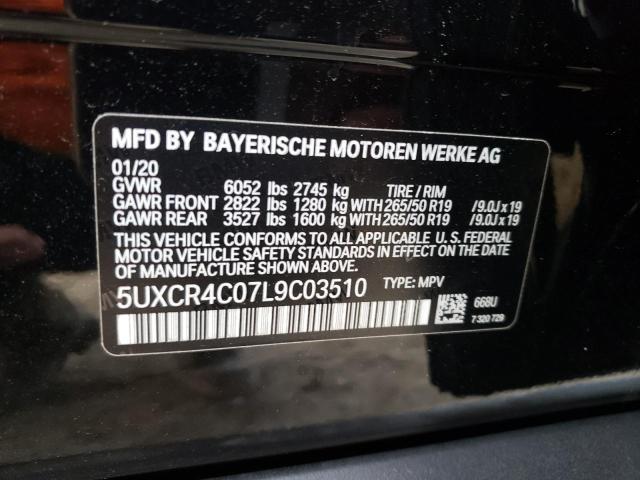 MFD BY BAYERISCHE MOTOREN WERKE AG
01/20
GVWR 6052 lbs 2745 kg TIRE / RIM
GAWR FRONT 2822 lbs 1280 kg WITH 265/50 R19 /9.0J x 19
GAWR REAR 3527 lbs 1600 kg WITH 265/50 R19 /9.0J x 19
THIS VEHICLE CONFORMS TO ALL APPLICABLE U.S. FEDERAL
MOTOR VEHICLE SAFETY STANDARDS IN EFFECT ON THE DATE
OF MANUFACTURE SHOWN ABOVE.
5UXCR4C07L9C03510 TYPE: MPV
668U
7 320 729